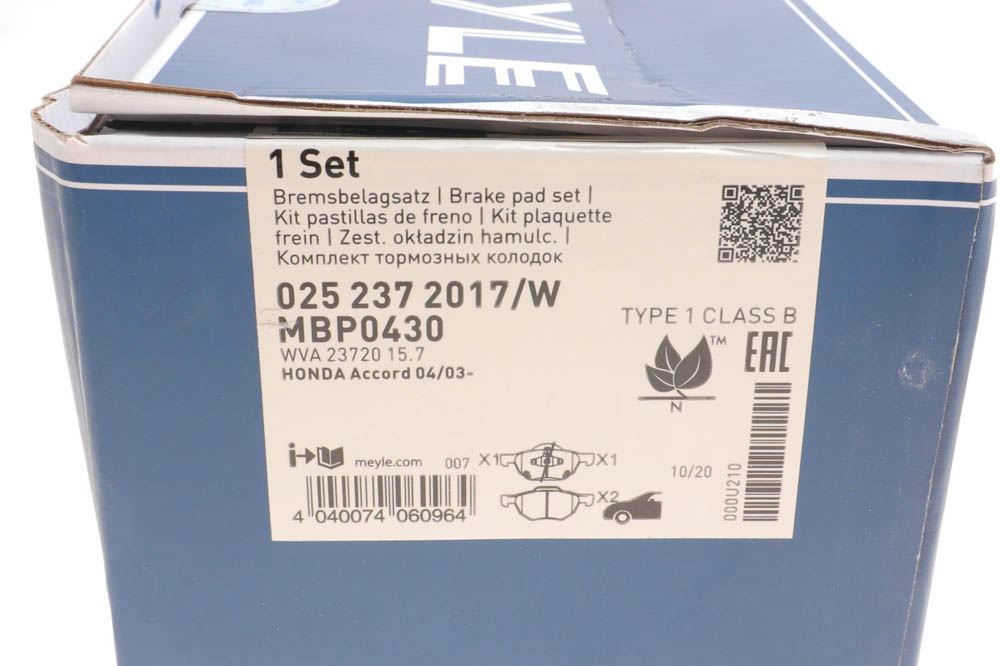 YLE
1 Set
Bremsbelagsatz | Brake pad set |
Kit pastillas de freno | Kit plaquette
frein | Zest. okładzin hamulc. |
Комплект тормозных колодок
025 237 2017/W
MBP0430
WVA 23720 15.7
HONDA Accord 04/03-
TYPE 1 CLASS B
TM
N
EAC
i
meyle.com
007
X1
X1
X2
10/20
000U210
4 040074 060964